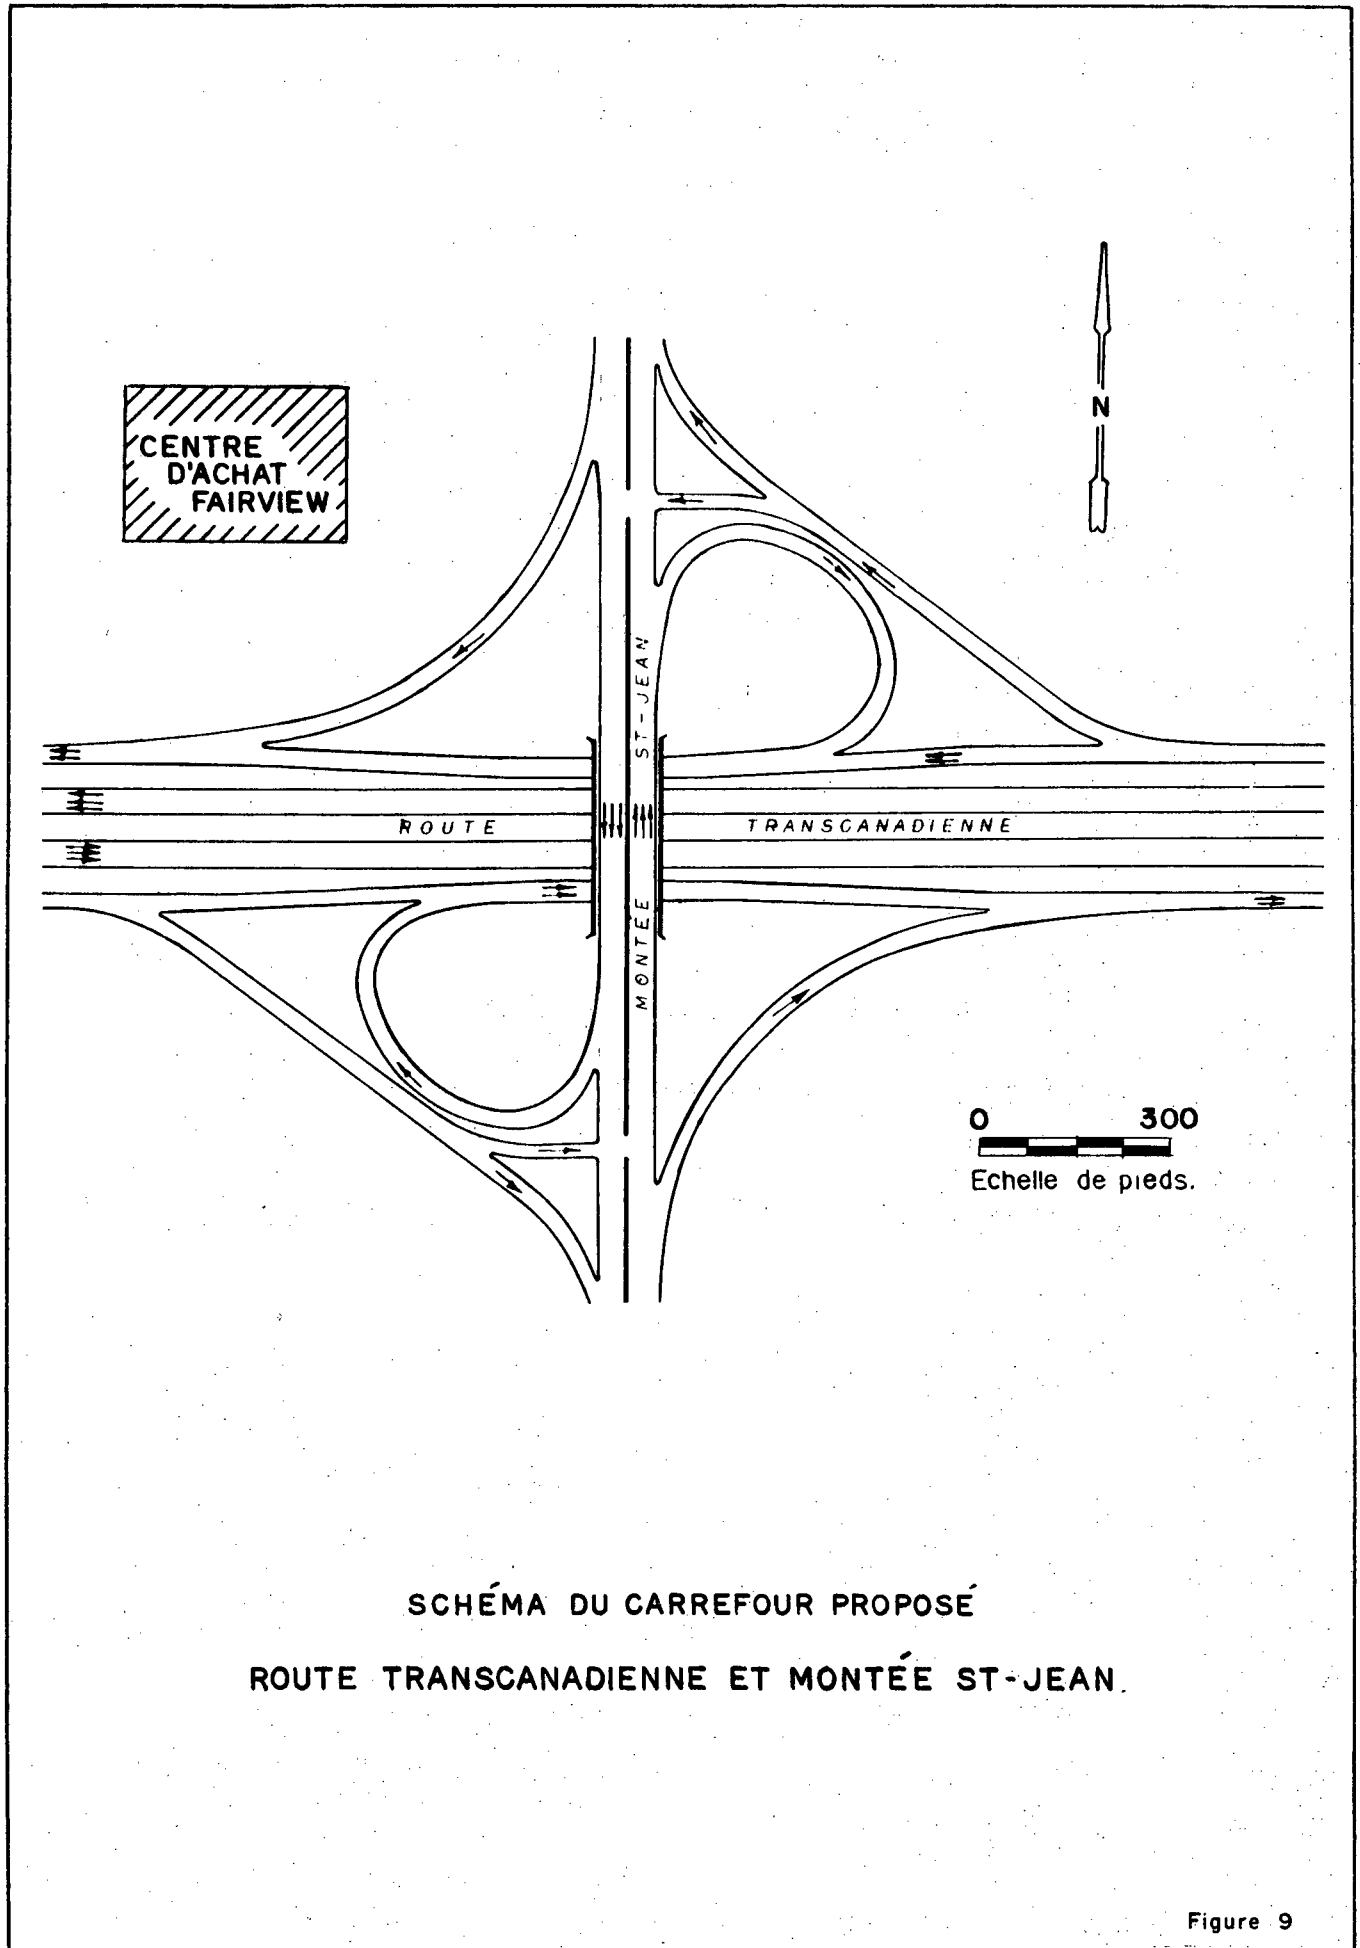 CENTRE
D'ACHAT
FAIRVIEW
N
ST-JEAN
ROUTE TRANSCANADIENNE
MONTÉE
0 300
Echelle de pieds.
SCHÉMA DU CARREFOUR PROPOSÉ
ROUTE TRANSCANADIENNE ET MONTÉE ST-JEAN.
Figure 9